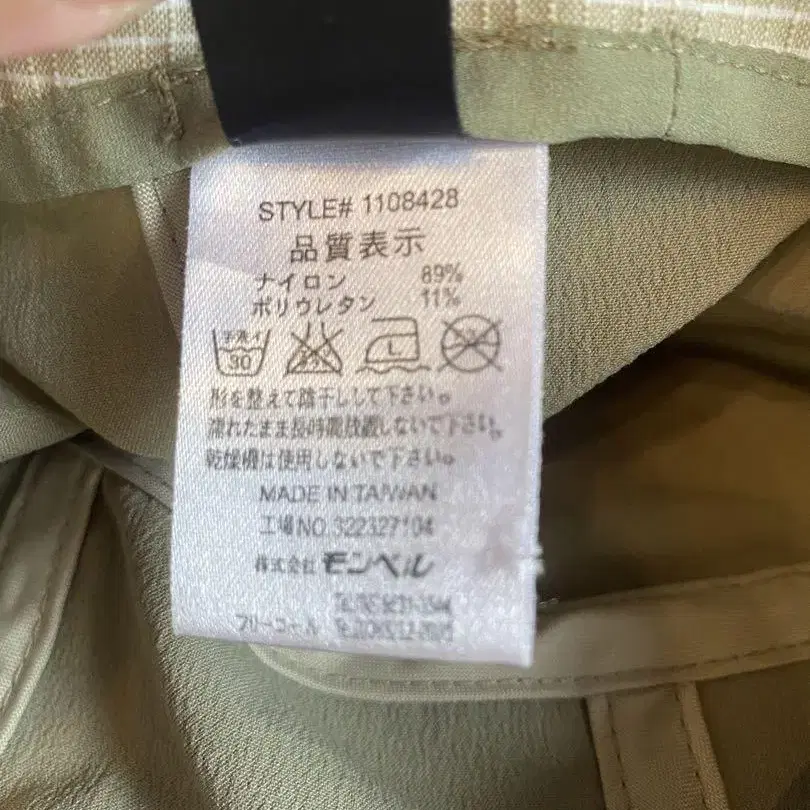 STYLE# 1108428
品質表示
ナイロン 89%
ポリウレタン 11%
手洗イ 30 エンソ L
形を整えて陰干しして下さい。
濡れたまま長時間放置しないで下さい。
乾燥機は使用しないで下さい。
MADE IN TAIWAN
工場NO.322327104
株式会社 モンベル
フリーコール